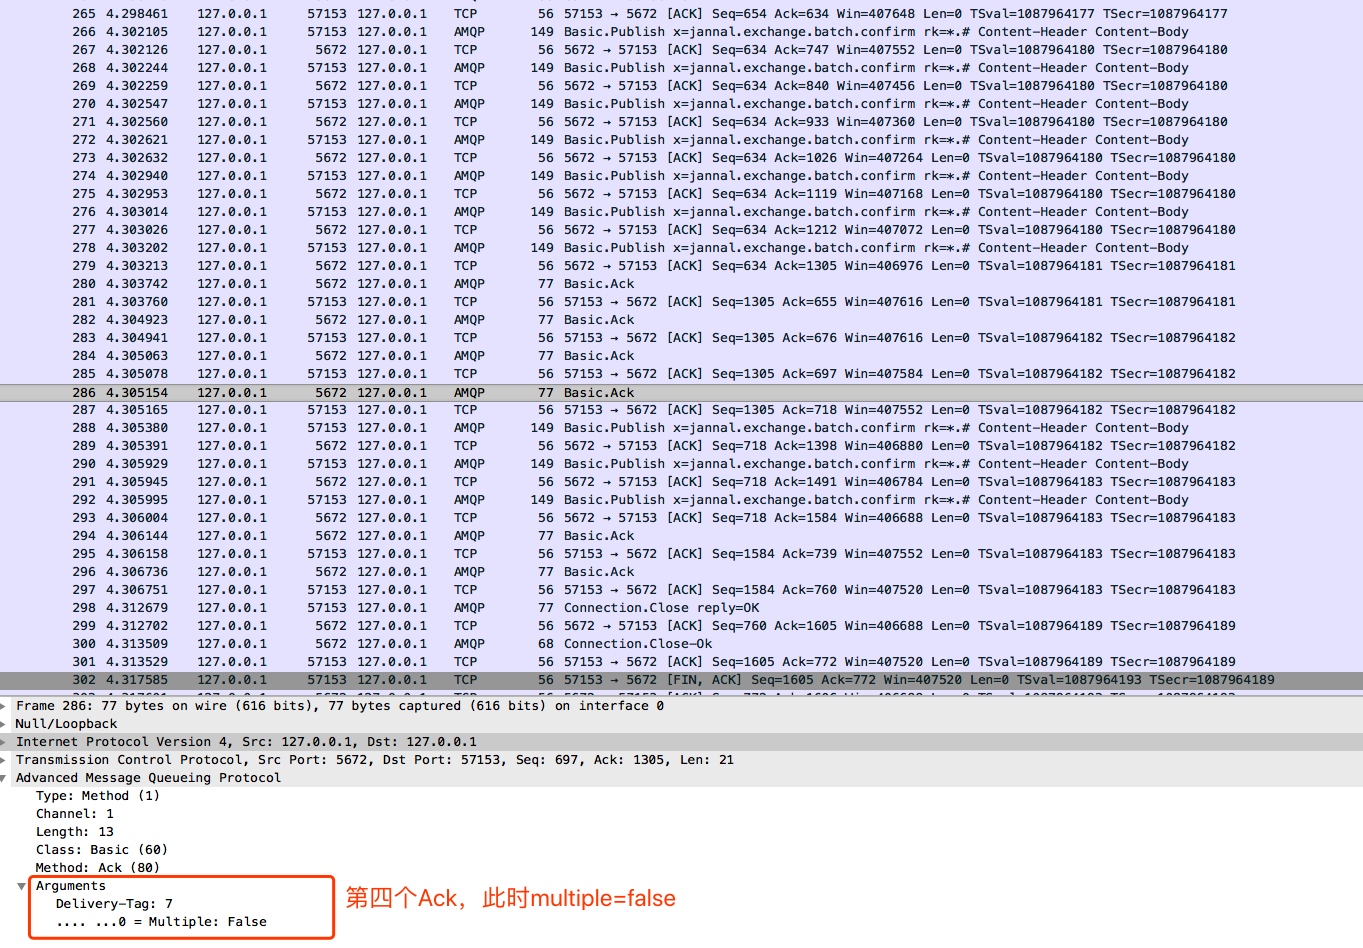 265 4.298461 127.0.0.1 57153 127.0.0.1 TCP 56 57153 → 5672 [ACK] Seq=654 Ack=634 Win=407648 Len=0 TSval=1087964177 TSecr=1087964177
266 4.302105 127.0.0.1 57153 127.0.0.1 AMQP 149 Basic.Publish x=jannal.exchange.batch.confirm rk=*.# Content-Header Content-Body
267 4.302126 127.0.0.1 5672 127.0.0.1 TCP 56 5672 → 57153 [ACK] Seq=634 Ack=747 Win=407552 Len=0 TSval=1087964180 TSecr=1087964180
268 4.302244 127.0.0.1 57153 127.0.0.1 AMQP 149 Basic.Publish x=jannal.exchange.batch.confirm rk=*.# Content-Header Content-Body
269 4.302259 127.0.0.1 5672 127.0.0.1 TCP 56 5672 → 57153 [ACK] Seq=634 Ack=840 Win=407456 Len=0 TSval=1087964180 TSecr=1087964180
270 4.302547 127.0.0.1 57153 127.0.0.1 AMQP 149 Basic.Publish x=jannal.exchange.batch.confirm rk=*.# Content-Header Content-Body
271 4.302560 127.0.0.1 5672 127.0.0.1 TCP 56 5672 → 57153 [ACK] Seq=634 Ack=933 Win=407360 Len=0 TSval=1087964180 TSecr=1087964180
272 4.302621 127.0.0.1 57153 127.0.0.1 AMQP 149 Basic.Publish x=jannal.exchange.batch.confirm rk=*.# Content-Header Content-Body
273 4.302632 127.0.0.1 5672 127.0.0.1 TCP 56 5672 → 57153 [ACK] Seq=634 Ack=1026 Win=407264 Len=0 TSval=1087964180 TSecr=1087964180
274 4.302940 127.0.0.1 57153 127.0.0.1 AMQP 149 Basic.Publish x=jannal.exchange.batch.confirm rk=*.# Content-Header Content-Body
275 4.302953 127.0.0.1 5672 127.0.0.1 TCP 56 5672 → 57153 [ACK] Seq=634 Ack=1119 Win=407168 Len=0 TSval=1087964180 TSecr=1087964180
276 4.303014 127.0.0.1 57153 127.0.0.1 AMQP 149 Basic.Publish x=jannal.exchange.batch.confirm rk=*.# Content-Header Content-Body
277 4.303026 127.0.0.1 5672 127.0.0.1 TCP 56 5672 → 57153 [ACK] Seq=634 Ack=1212 Win=407072 Len=0 TSval=1087964180 TSecr=1087964180
278 4.303202 127.0.0.1 57153 127.0.0.1 AMQP 149 Basic.Publish x=jannal.exchange.batch.confirm rk=*.# Content-Header Content-Body
279 4.303213 127.0.0.1 5672 127.0.0.1 TCP 56 5672 → 57153 [ACK] Seq=634 Ack=1305 Win=406976 Len=0 TSval=1087964181 TSecr=1087964181
280 4.303742 127.0.0.1 5672 127.0.0.1 AMQP 77 Basic.Ack
281 4.303760 127.0.0.1 57153 127.0.0.1 TCP 56 57153 → 5672 [ACK] Seq=1305 Ack=655 Win=407616 Len=0 TSval=1087964181 TSecr=1087964181
282 4.304923 127.0.0.1 5672 127.0.0.1 AMQP 77 Basic.Ack
283 4.304941 127.0.0.1 57153 127.0.0.1 TCP 56 57153 → 5672 [ACK] Seq=1305 Ack=676 Win=407616 Len=0 TSval=1087964182 TSecr=1087964182
284 4.305063 127.0.0.1 5672 127.0.0.1 AMQP 77 Basic.Ack
285 4.305078 127.0.0.1 57153 127.0.0.1 TCP 56 57153 → 5672 [ACK] Seq=1305 Ack=697 Win=407584 Len=0 TSval=1087964182 TSecr=1087964182
286 4.305154 127.0.0.1 5672 127.0.0.1 AMQP 77 Basic.Ack
287 4.305165 127.0.0.1 57153 127.0.0.1 TCP 56 57153 → 5672 [ACK] Seq=1305 Ack=718 Win=407552 Len=0 TSval=1087964182 TSecr=1087964182
288 4.305380 127.0.0.1 57153 127.0.0.1 AMQP 149 Basic.Publish x=jannal.exchange.batch.confirm rk=*.# Content-Header Content-Body
289 4.305391 127.0.0.1 5672 127.0.0.1 TCP 56 5672 → 57153 [ACK] Seq=718 Ack=1398 Win=406880 Len=0 TSval=1087964182 TSecr=1087964182
290 4.305929 127.0.0.1 57153 127.0.0.1 AMQP 149 Basic.Publish x=jannal.exchange.batch.confirm rk=*.# Content-Header Content-Body
291 4.305945 127.0.0.1 5672 127.0.0.1 TCP 56 5672 → 57153 [ACK] Seq=718 Ack=1491 Win=406784 Len=0 TSval=1087964183 TSecr=1087964183
292 4.305995 127.0.0.1 57153 127.0.0.1 AMQP 149 Basic.Publish x=jannal.exchange.batch.confirm rk=*.# Content-Header Content-Body
293 4.306004 127.0.0.1 5672 127.0.0.1 TCP 56 5672 → 57153 [ACK] Seq=718 Ack=1584 Win=406688 Len=0 TSval=1087964183 TSecr=1087964183
294 4.306144 127.0.0.1 5672 127.0.0.1 AMQP 77 Basic.Ack
295 4.306158 127.0.0.1 57153 127.0.0.1 TCP 56 57153 → 5672 [ACK] Seq=1584 Ack=739 Win=407552 Len=0 TSval=1087964183 TSecr=1087964183
296 4.306736 127.0.0.1 5672 127.0.0.1 AMQP 77 Basic.Ack
297 4.306751 127.0.0.1 57153 127.0.0.1 TCP 56 57153 → 5672 [ACK] Seq=1584 Ack=760 Win=407520 Len=0 TSval=1087964183 TSecr=1087964183
298 4.312679 127.0.0.1 57153 127.0.0.1 AMQP 77 Connection.Close reply=OK
299 4.312702 127.0.0.1 5672 127.0.0.1 TCP 56 5672 → 57153 [ACK] Seq=760 Ack=1605 Win=406688 Len=0 TSval=1087964189 TSecr=1087964189
300 4.313509 127.0.0.1 5672 127.0.0.1 AMQP 68 Connection.Close-Ok
301 4.313529 127.0.0.1 57153 127.0.0.1 TCP 56 57153 → 5672 [ACK] Seq=1605 Ack=772 Win=407520 Len=0 TSval=1087964189 TSecr=1087964189
302 4.317585 127.0.0.1 57153 127.0.0.1 TCP 56 57153 → 5672 [FIN, ACK] Seq=1605 Ack=772 Win=407520 Len=0 TSval=1087964193 TSecr=1087964189
Frame 286: 77 bytes on wire (616 bits), 77 bytes captured (616 bits) on interface 0
Null/Loopback
Internet Protocol Version 4, Src: 127.0.0.1, Dst: 127.0.0.1
Transmission Control Protocol, Src Port: 5672, Dst Port: 57153, Seq: 697, Ack: 1305, Len: 21
Advanced Message Queueing Protocol
Type: Method (1)
Channel: 1
Length: 13
Class: Basic (60)
Method: Ack (80)
Arguments
Delivery-Tag: 7
.... ...0 = Multiple: False
第四个Ack，此时multiple=false